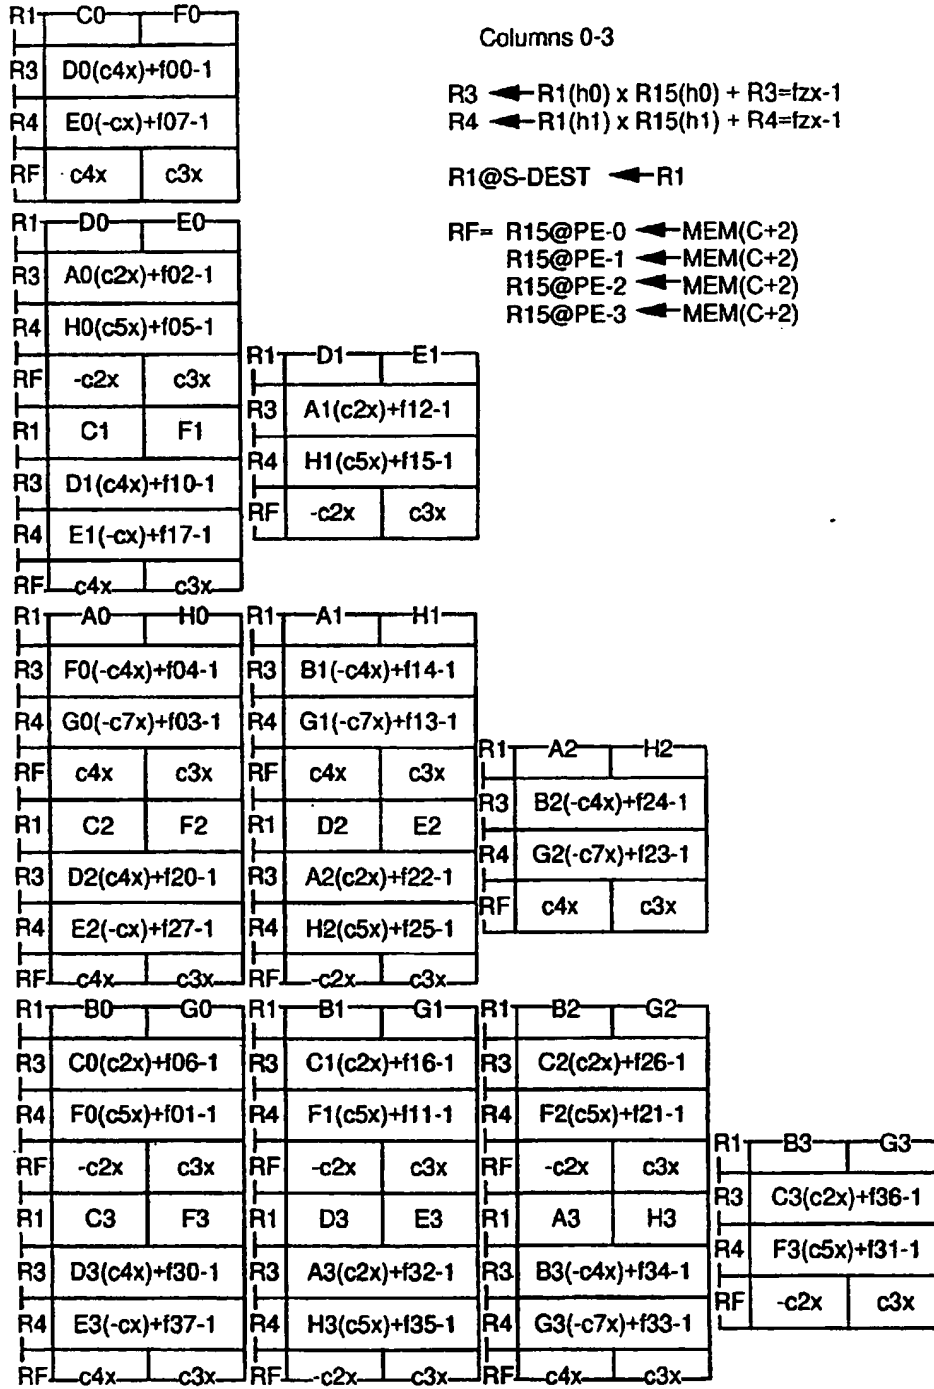 R1 C0 F0
R3 D0(c4x)+f00-1
R4 E0(-cx)+f07-1
RF c4x c3x
Columns 0-3
R3 ◄─ R1(h0) x R15(h0) + R3=fzx-1
R4 ◄─ R1(h1) x R15(h1) + R4=fzx-1
R1@S-DEST ◄─ R1
RF= R15@PE-0 ◄─ MEM(C+2)
R15@PE-1 ◄─ MEM(C+2)
R15@PE-2 ◄─ MEM(C+2)
R15@PE-3 ◄─ MEM(C+2)
R1 D0 E0
R3 A0(c2x)+f02-1
R4 H0(c5x)+f05-1
RF -c2x c3x
R1 C1 F1
R3 D1(c4x)+f10-1
R4 E1(-cx)+f17-1
RF c4x c3x
R1 D1 E1
R3 A1(c2x)+f12-1
R4 H1(c5x)+f15-1
RF -c2x c3x
R1 A0 H0
R3 F0(-c4x)+f04-1
R4 G0(-c7x)+f03-1
RF c4x c3x
R1 C2 F2
R3 D2(c4x)+f20-1
R4 E2(-cx)+f27-1
RF c4x c3x
R1 A1 H1
R3 B1(-c4x)+f14-1
R4 G1(-c7x)+f13-1
RF c4x c3x
R1 D2 E2
R3 A2(c2x)+f22-1
R4 H2(c5x)+f25-1
RF -c2x c3x
R1 A2 H2
R3 B2(-c4x)+f24-1
R4 G2(-c7x)+f23-1
RF c4x c3x
R1 B0 G0
R3 C0(c2x)+f06-1
R4 F0(c5x)+f01-1
RF -c2x c3x
R1 C3 F3
R3 D3(c4x)+f30-1
R4 E3(-cx)+f37-1
RF c4x c3x
R1 B1 G1
R3 C1(c2x)+f16-1
R4 F1(c5x)+f11-1
RF -c2x c3x
R1 D3 E3
R3 A3(c2x)+f32-1
R4 H3(c5x)+f35-1
RF -c2x c3x
R1 B2 G2
R3 C2(c2x)+f26-1
R4 F2(c5x)+f21-1
RF -c2x c3x
R1 A3 H3
R3 B3(-c4x)+f34-1
R4 G3(-c7x)+f33-1
RF c4x c3x
R1 B3 G3
R3 C3(c2x)+f36-1
R4 F3(c5x)+f31-1
RF -c2x c3x